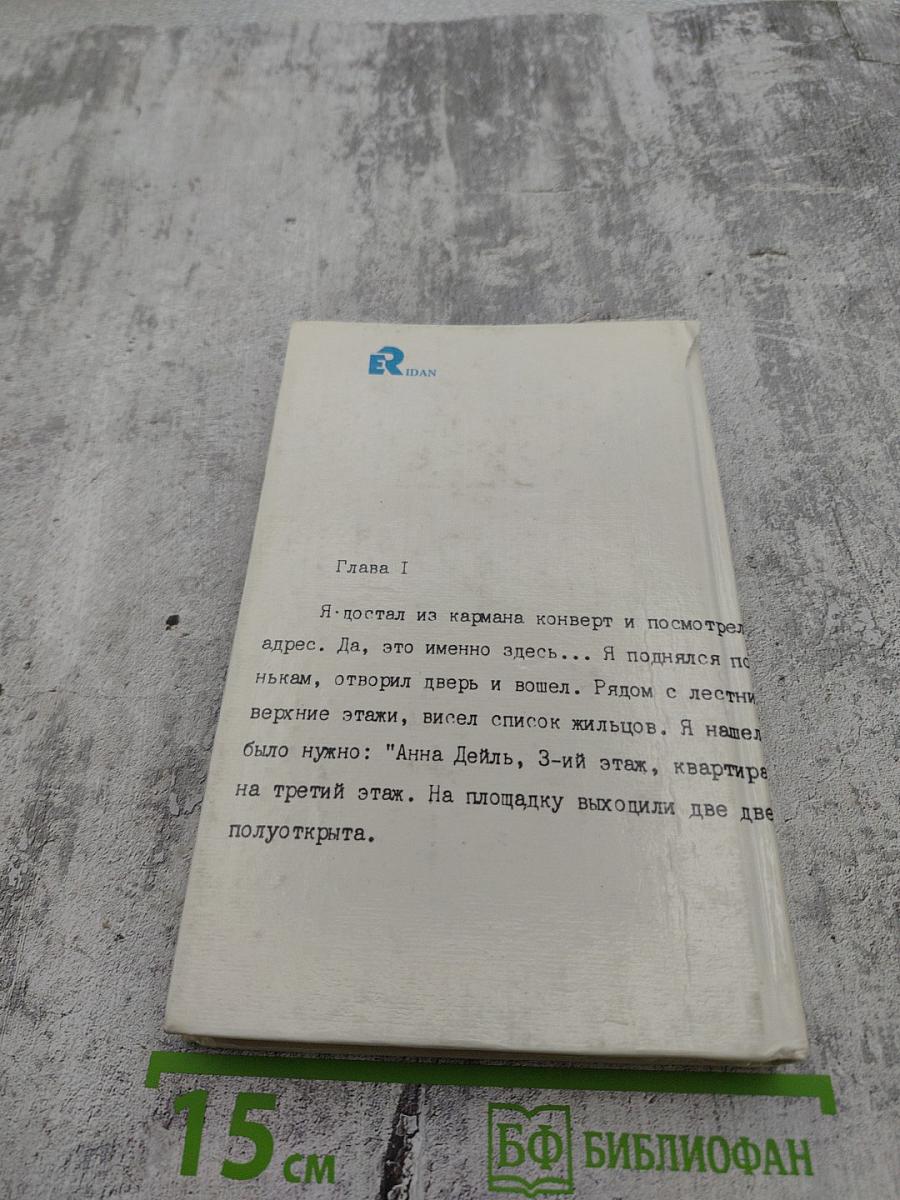 ERIDAN
Глава I
Я достал из кармана конверт и посмотрел
адрес. Да, это именно здесь... Я поднялся по
нькам, отворил дверь и вошел. Рядом с лестни
верхние этажи, висел список жильцов. Я нашел
было нужно: "Анна Дейль, 3-ий этаж, квартира
на третий этаж. На площадку выходили две две
полуоткрыта.
15 см
БФ БИБЛИОФАН